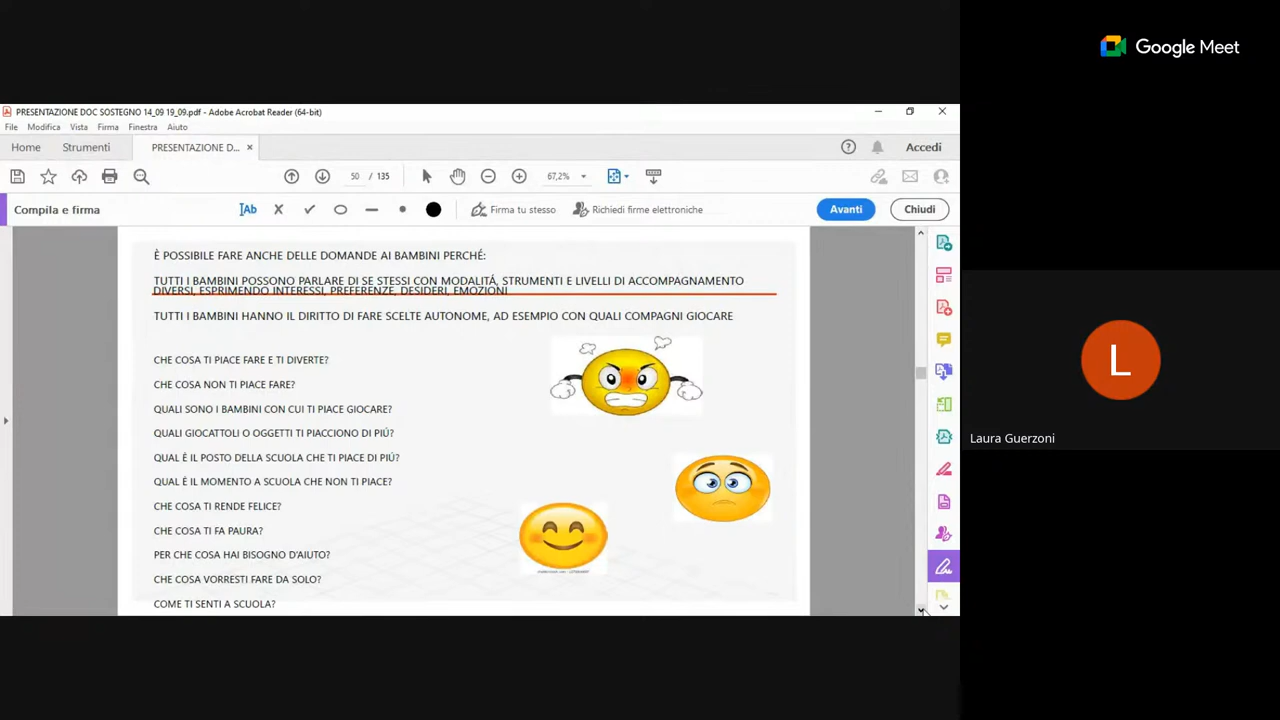 Google Meet
PRESENTAZIONE DOC SOSTEGNO 14_09 19_09.pdf - Adobe Acrobat Reader (64-bit)
File Modifica Vista Firma Finestra Aiuto
Home Strumenti PRESENTAZIONE D... × Accedi
50 / 135 67,2%
Compila e firma Ab Firma tu stesso Richiedi firme elettroniche Avanti Chiudi
È POSSIBILE FARE ANCHE DELLE DOMANDE AI BAMBINI PERCHÉ:
TUTTI I BAMBINI POSSONO PARLARE DI SE STESSI CON MODALITÁ, STRUMENTI E LIVELLI DI ACCOMPAGNAMENTO
DIVERSI, ESPRIMENDO INTERESSI, PREFERENZE, DESIDERI, EMOZIONI
TUTTI I BAMBINI HANNO IL DIRITTO DI FARE SCELTE AUTONOME, AD ESEMPIO CON QUALI COMPAGNI GIOCARE
CHE COSA TI PIACE FARE E TI DIVERTE?
CHE COSA NON TI PIACE FARE?
QUALI SONO I BAMBINI CON CUI TI PIACE GIOCARE?
QUALI GIOCATTOLI O OGGETTI TI PIACCIONO DI PIÚ?
QUAL È IL POSTO DELLA SCUOLA CHE TI PIACE DI PIÚ?
QUAL È IL MOMENTO A SCUOLA CHE NON TI PIACE?
CHE COSA TI RENDE FELICE?
CHE COSA TI FA PAURA?
PER CHE COSA HAI BISOGNO D'AIUTO?
CHE COSA VORRESTI FARE DA SOLO?
COME TI SENTI A SCUOLA?
L
Laura Guerzoni